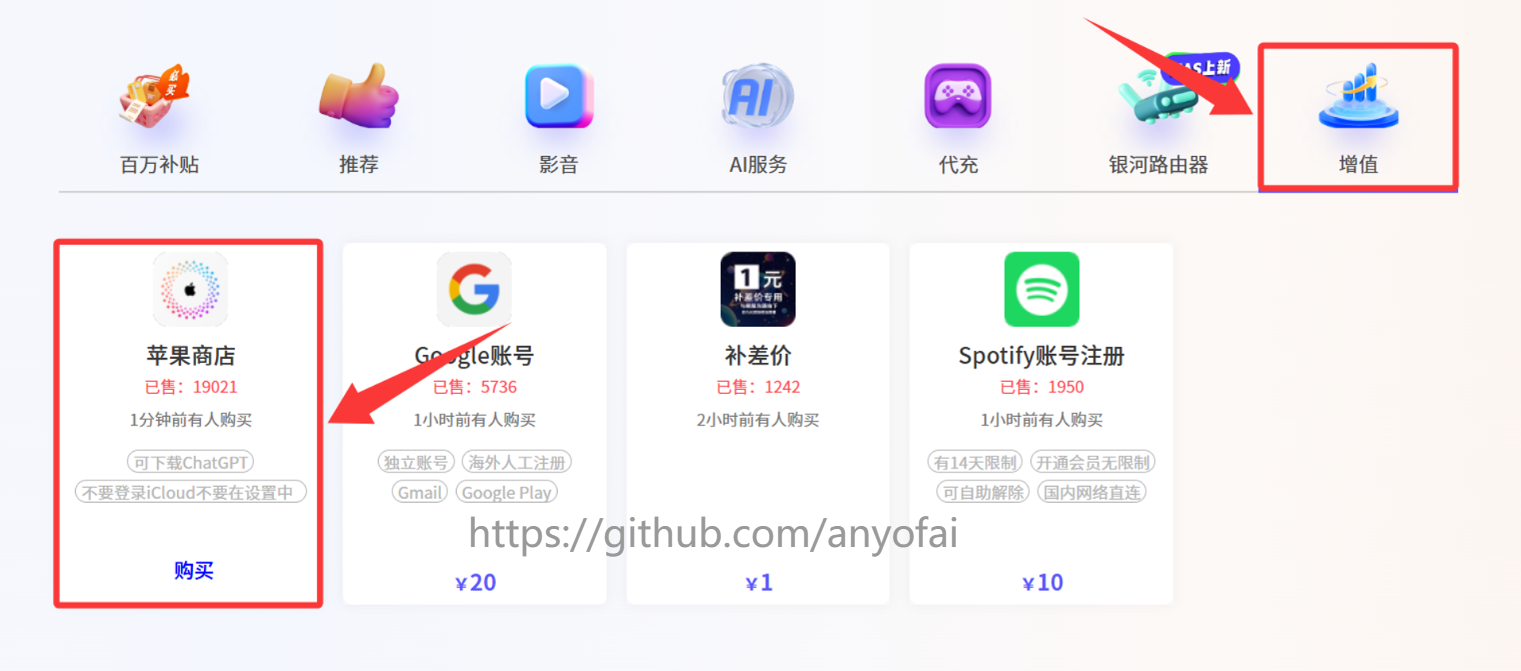 必买
AI
AS上新
百万补贴
推荐
影音
AI服务
代充
银河路由器
增值
1元
补差价专用
苹果商店
Google账号
补差价
Spotify账号注册
已售：19021
已售：5736
已售：1242
已售：1950
1分钟前有人购买
1小时前有人购买
2小时前有人购买
1小时前有人购买
可下载ChatGPT
独立账号
海外人工注册
有14天限制
开通会员无限制
不要登录iCloud不要在设置中
Gmail
Google Play
可自助解除
国内网络直连
https://github.com/anyofai
购买
¥20
¥1
¥10